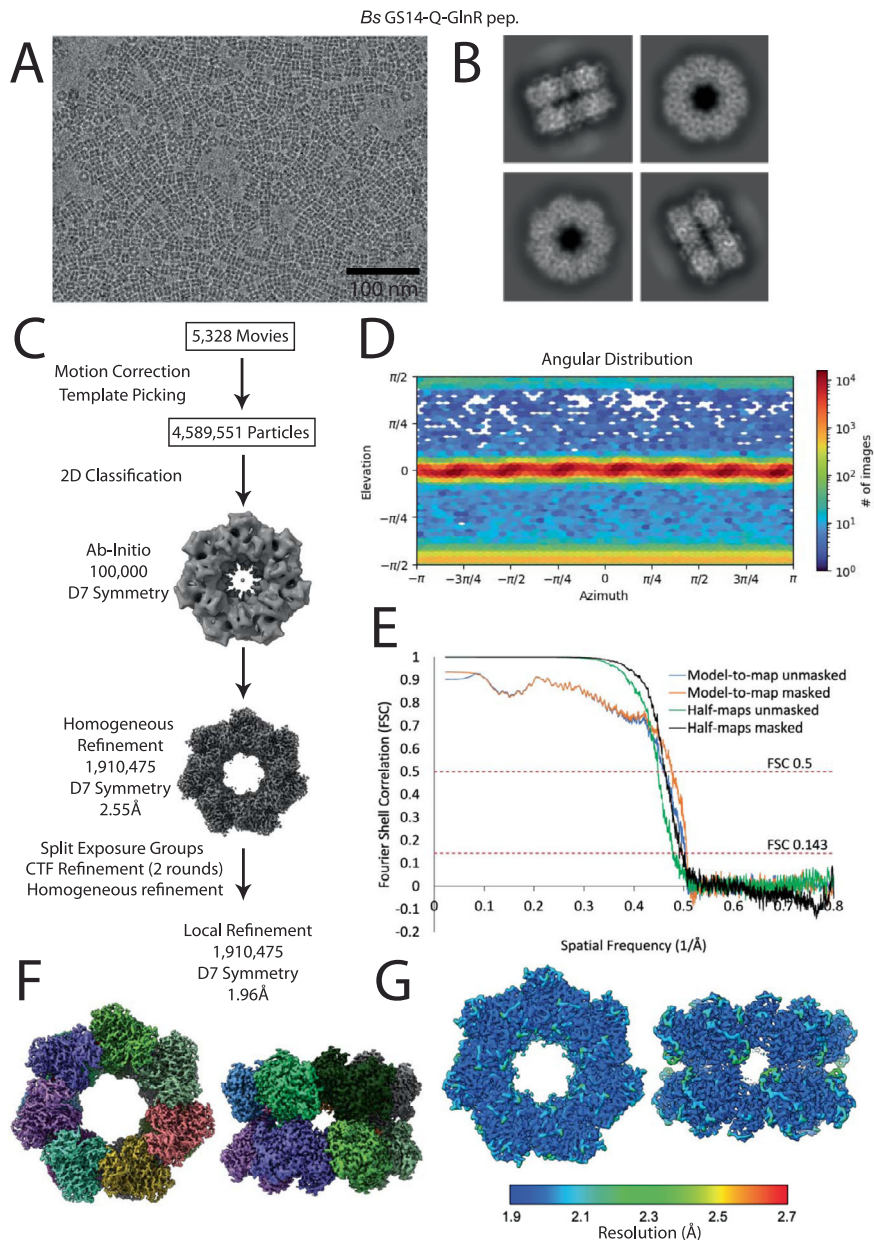 Bs GS14-Q-GlnR pep.
A
100 nm
B
C
5,328 Movies
Motion Correction
Template Picking
4,589,551 Particles
2D Classification
Ab-Initio
100,000
D7 Symmetry
Homogeneous
Refinement
1,910,475
D7 Symmetry
2.55Å
Split Exposure Groups
CTF Refinement (2 rounds)
Homogeneous refinement
Local Refinement
1,910,475
D7 Symmetry
1.96Å
D
Angular Distribution
Elevation
π/2
π/4
0
−π/4
−π/2
−π
−3π/4
−π/2
−π/4
0
π/4
π/2
3π/4
π
Azimuth
10⁴
10³
10²
10¹
10⁰
# of images
E
Fourier Shell Correlation (FSC)
1
0.9
0.8
0.7
0.6
0.5
0.4
0.3
0.2
0.1
0
-0.1
-0.2
0
0.1
0.2
0.3
0.4
0.5
0.6
0.7
0.8
Spatial Frequency (1/Å)
Model-to-map unmasked
Model-to-map masked
Half-maps unmasked
Half-maps masked
FSC 0.5
FSC 0.143
F
G
1.9
2.1
2.3
2.5
2.7
Resolution (Å)